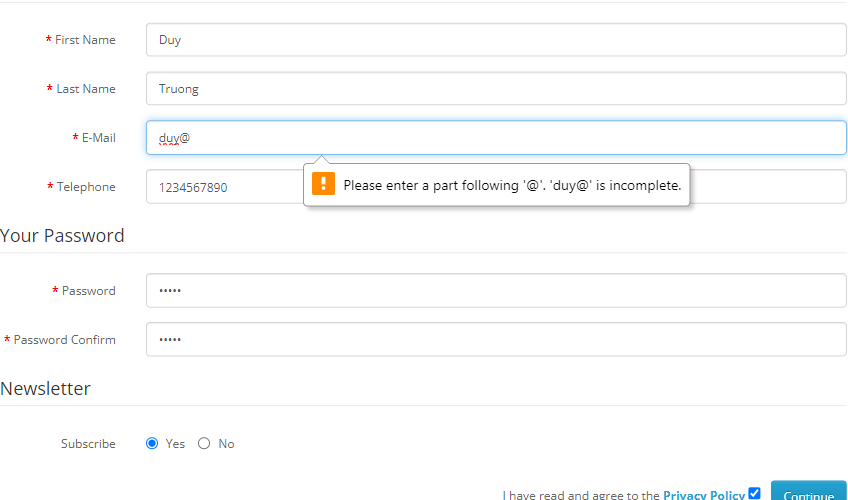 * First Name Duy
* Last Name Truong
* E-Mail duy@
Please enter a part following '@'. 'duy@' is incomplete.
* Telephone 1234567890
Your Password
* Password •••••
* Password Confirm •••••
Newsletter
Subscribe Yes No
I have read and agree to the Privacy Policy Continue